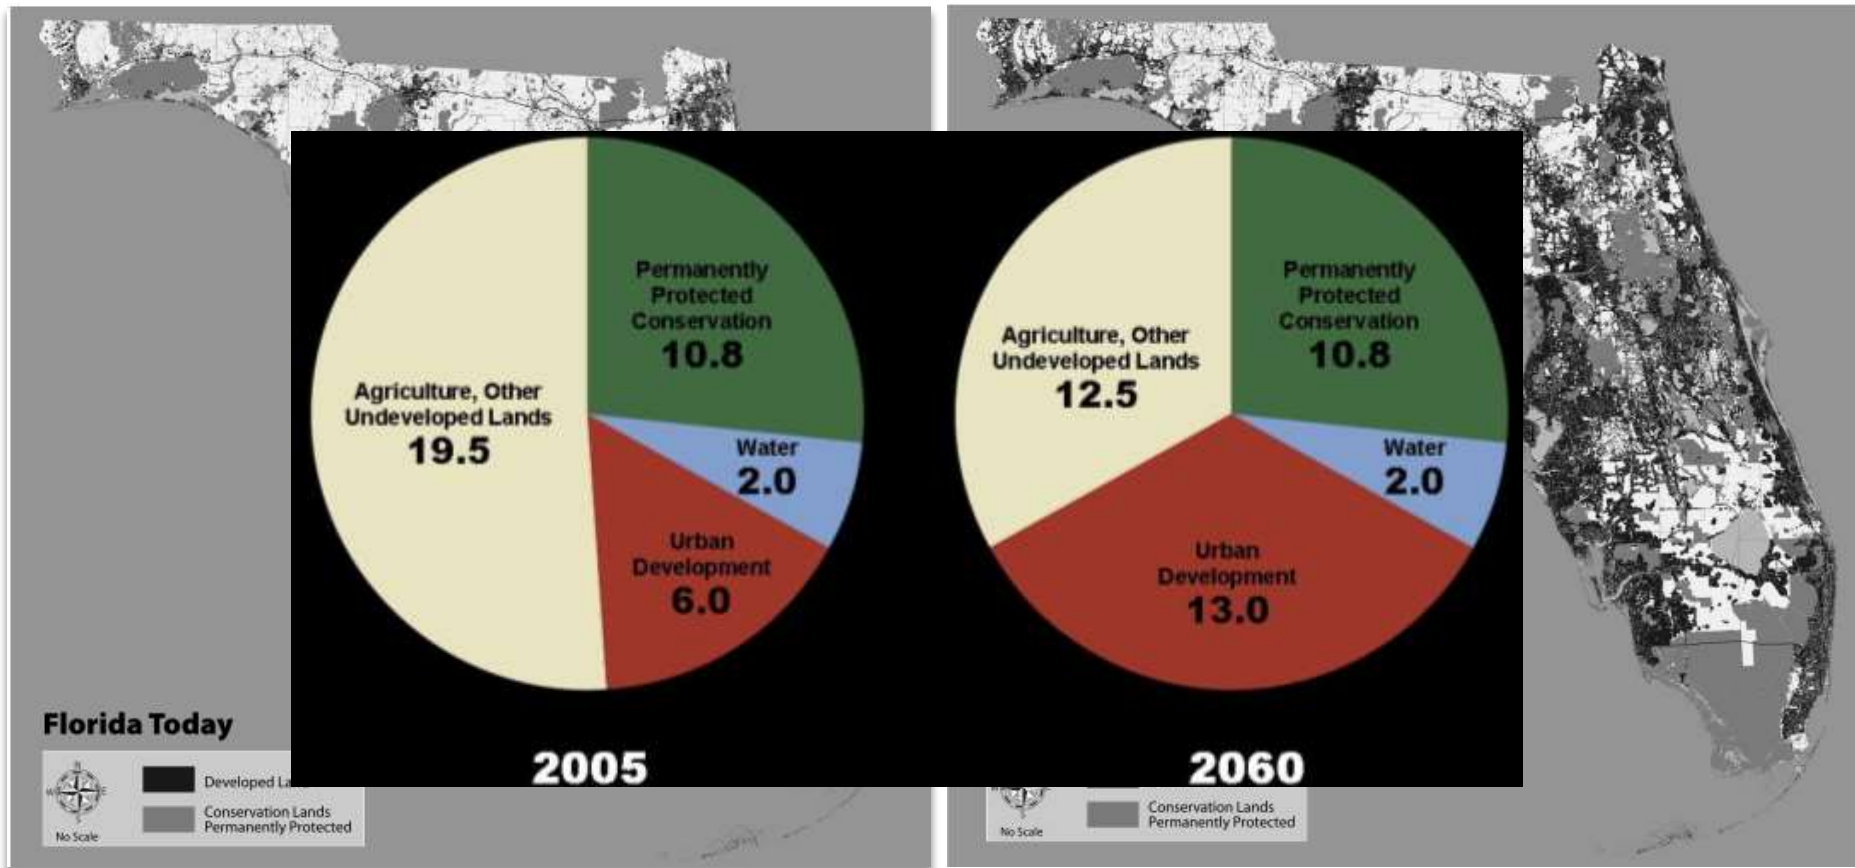 Permanently
Protected
Conservation
10.8
Agriculture, Other
Undeveloped Lands
19.5
Water
2.0
Urban
Development
6.0
2005
Permanently
Protected
Conservation
10.8
Agriculture, Other
Undeveloped Lands
12.5
Water
2.0
Urban
Development
13.0
2060
Florida Today
N
W
E
S
No Scale
Developed La
Conservation Lands
Permanently Protected
No Scale
Conservation Lands
Permanently Protected